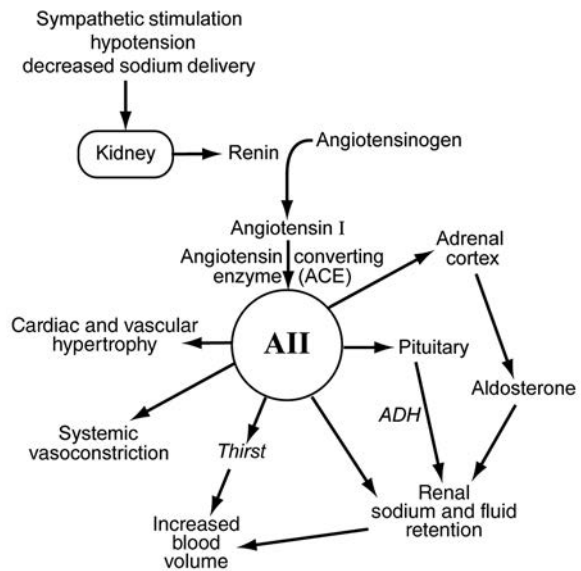 Sympathetic stimulation
hypotension
decreased sodium delivery
Kidney
Renin
Angiotensinogen
Angiotensin I
Angiotensin converting
enzyme (ACE)
Adrenal
cortex
AII
Cardiac and vascular
hypertrophy
Pituitary
Aldosterone
ADH
Systemic
vasoconstriction
Thirst
Renal
sodium and fluid
retention
Increased
blood
volume